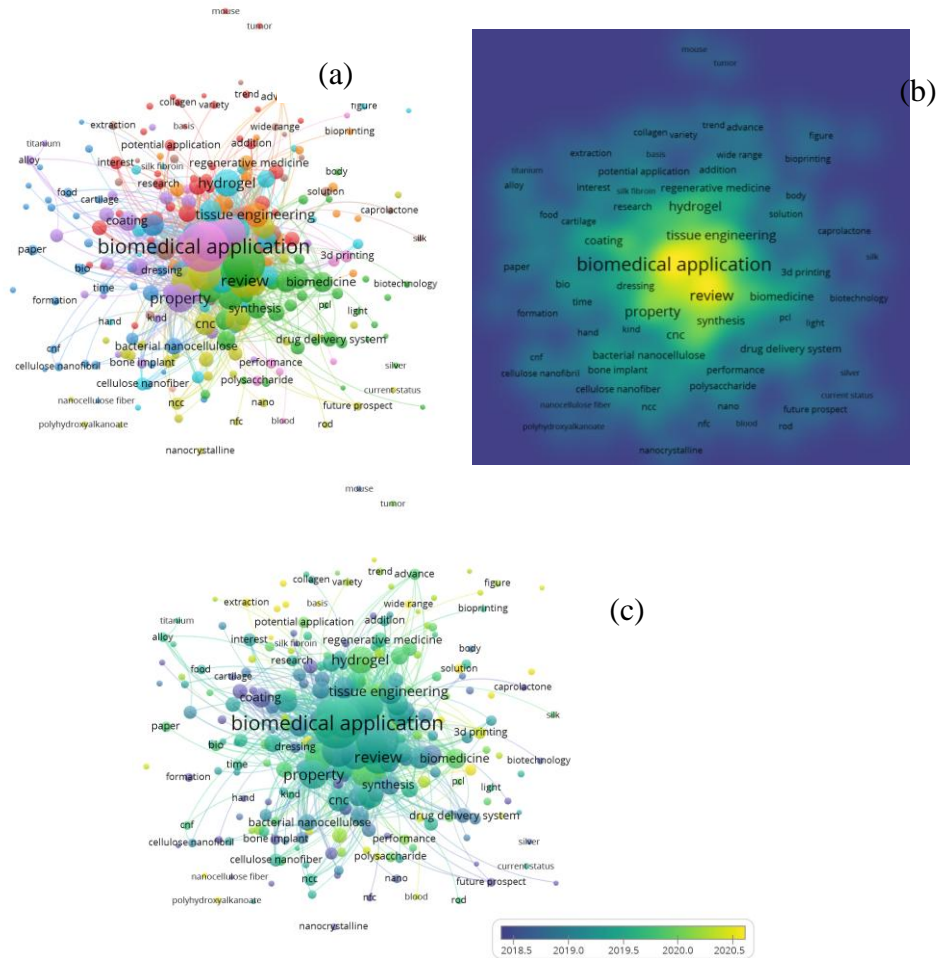 mouse
tumor
(a)
trend adv
collagen variety
figure
extraction basis wide range bioprinting
titanium potential application addition
alloy interest silk fibroin regenerative medicine body
research hydrogel solution
food
cartilage tissue engineering caprolactone
coating
silk
paper biomedical application 3d printing
bio dressing review biomedicine biotechnology
time
formation property synthesis pcl light
hand kind cnc
cnf bacterial nanocellulose drug delivery system
cellulose nanofibril bone implant performance silver
cellulose nanofiber polysaccharide current status
nanocellulose fiber ncc nano future prospect
polyhydroxyalkanoate nfc blood rod
nanocrystalline
mouse
tumor
(b)
trend advance
collagen variety figure
extraction basis wide range bioprinting
titanium potential application addition
alloy interest silk fibroin regenerative medicine body
research hydrogel solution
food
cartilage tissue engineering caprolactone
coating
silk
paper biomedical application 3d printing
bio dressing review biomedicine biotechnology
time
formation property synthesis pcl light
hand kind cnc
cnf bacterial nanocellulose drug delivery system
cellulose nanofibril bone implant performance silver
cellulose nanofiber polysaccharide current status
nanocellulose fiber ncc nano future prospect
polyhydroxyalkanoate nfc blood rod
nanocrystalline
mouse
tumor
trend advance
collagen variety figure
extraction basis wide range bioprinting
(c)
titanium potential application addition
alloy interest silk fibroin regenerative medicine body
research hydrogel solution
food
cartilage tissue engineering caprolactone
coating
silk
paper biomedical application 3d printing
bio dressing review biomedicine biotechnology
time
formation property synthesis pcl light
hand kind cnc
cnf bacterial nanocellulose drug delivery system
cellulose nanofibril bone implant performance silver
cellulose nanofiber polysaccharide current status
nanocellulose fiber ncc nano future prospect
polyhydroxyalkanoate nfc blood rod
nanocrystalline
2018.5 2019.0 2019.5 2020.0 2020.5